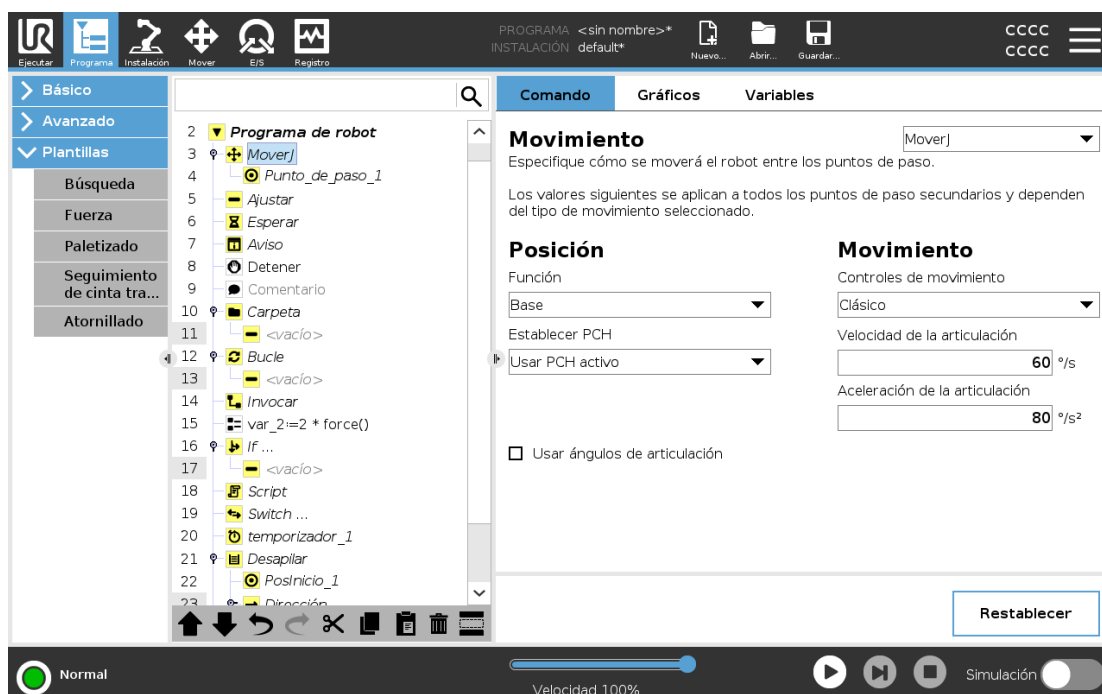 PROGRAMA <sin nombre>*
INSTALACIÓN default*
Ejecutar
Programa
Instalación
Mover
E/S
Registro
Nuevo...
Abrir...
Guardar...
CCCC
CCCC
Básico
Avanzado
Plantillas
Búsqueda
Fuerza
Paletizado
Seguimiento
de cinta tra...
Atornillado
2 Programa de robot
3 MoverJ
4 Punto_de_paso_1
5 Ajustar
6 Esperar
7 Aviso
8 Detener
9 Comentario
10 Carpeta
11 <vacío>
12 Bucle
13 <vacío>
14 Invocar
15 var_2:=2 * force()
16 If ...
17 <vacío>
18 Script
19 Switch ...
20 temporizador_1
21 Desapilar
22 PosInicio_1
23 Dirección
Comando
Gráficos
Variables
Movimiento
MoverJ
Especifique cómo se moverá el robot entre los puntos de paso.
Los valores siguientes se aplican a todos los puntos de paso secundarios y dependen
del tipo de movimiento seleccionado.
Posición
Función
Base
Establecer PCH
Usar PCH activo
Usar ángulos de articulación
Movimiento
Controles de movimiento
Clásico
Velocidad de la articulación
60 °/s
Aceleración de la articulación
80 °/s²
Restablecer
Normal
Velocidad 100%
Simulación